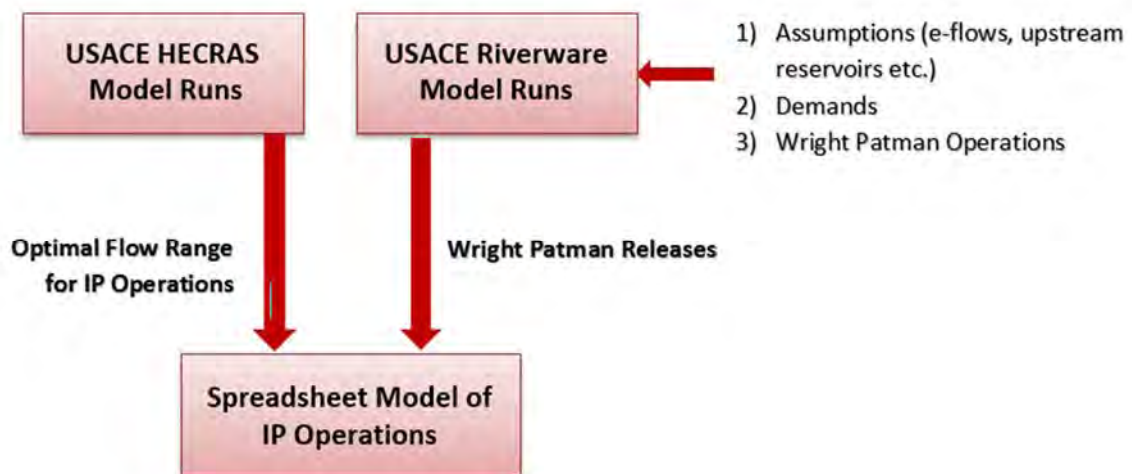 USACE HECRAS
Model Runs
USACE Riverware
Model Runs
1) Assumptions (e-flows, upstream
reservoirs etc.)
2) Demands
3) Wright Patman Operations
Optimal Flow Range
for IP Operations
Wright Patman Releases
Spreadsheet Model of
IP Operations